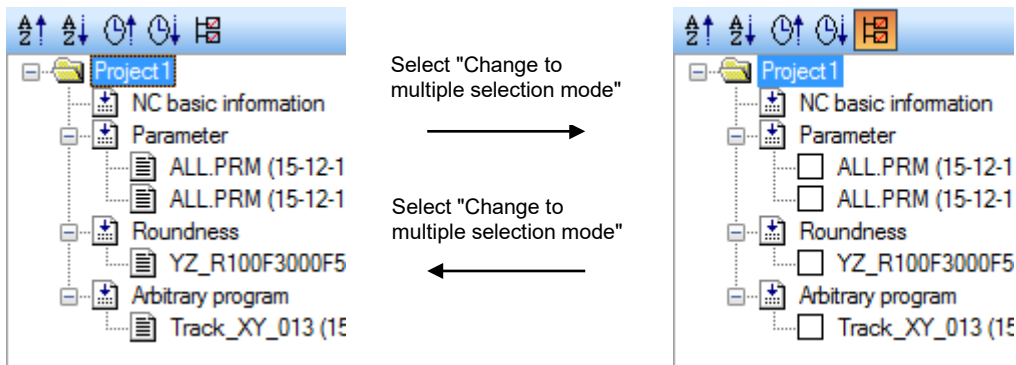 Project1
NC basic information
Parameter
ALL.PRM (15-12-1
ALL.PRM (15-12-1
Roundness
YZ_R100F3000F5
Arbitrary program
Track_XY_013 (15
Select "Change to
multiple selection mode"
Select "Change to
multiple selection mode"
Project1
NC basic information
Parameter
ALL.PRM (15-12-1
ALL.PRM (15-12-1
Roundness
YZ_R100F3000F5
Arbitrary program
Track_XY_013 (15